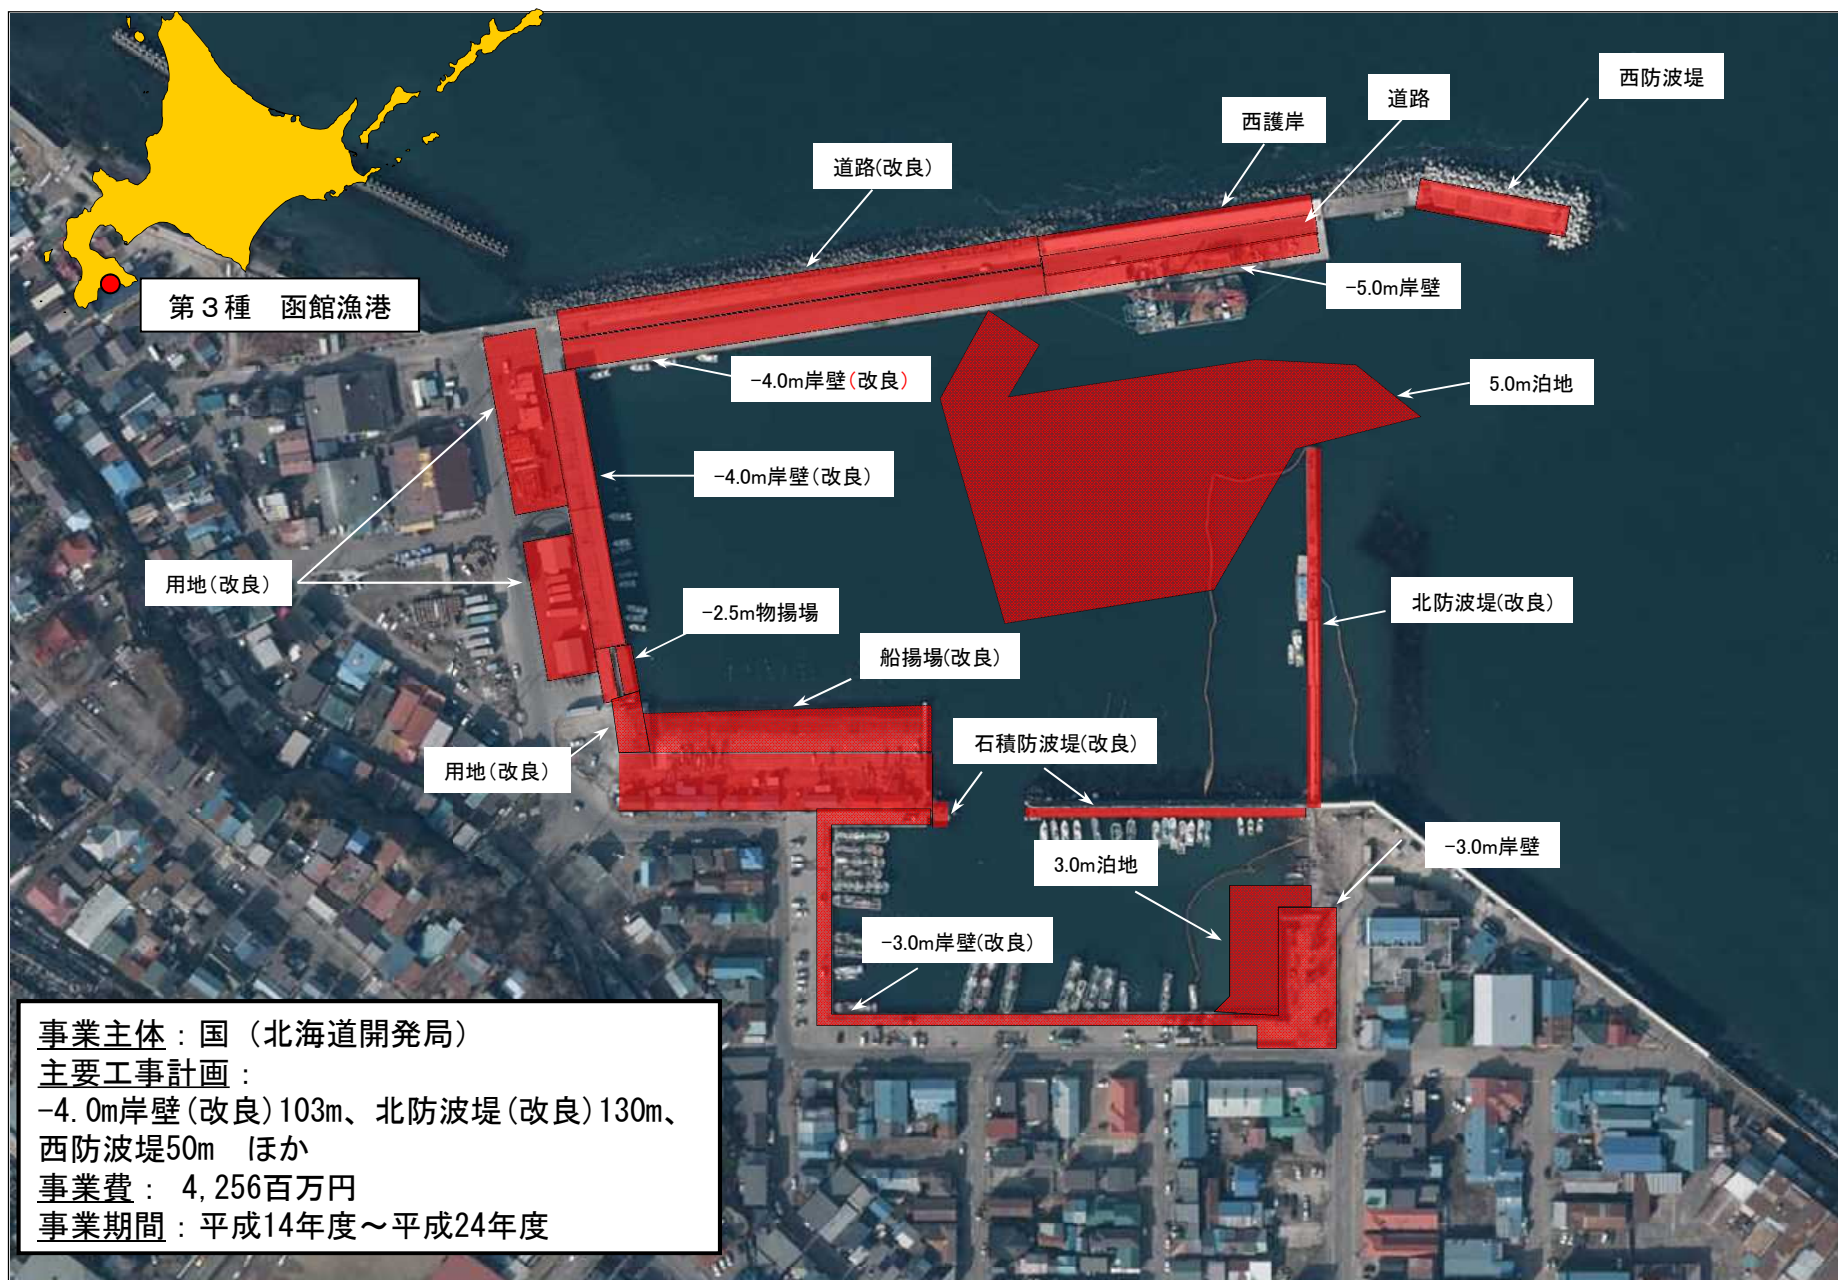 西防波堤
道路
西護岸
道路(改良)
第３種　函館漁港
-5.0m岸壁
-4.0m岸壁(改良)
5.0m泊地
-4.0m岸壁(改良)
用地(改良)
-2.5m物揚場
北防波堤(改良)
船揚場(改良)
石積防波堤(改良)
用地(改良)
3.0m泊地
-3.0m岸壁
-3.0m岸壁(改良)
事業主体：国（北海道開発局）
主要工事計画：
-4.0m岸壁(改良)103m、北防波堤(改良)130m、
西防波堤50m　ほか
事業費： 4,256百万円
事業期間：平成14年度～平成24年度